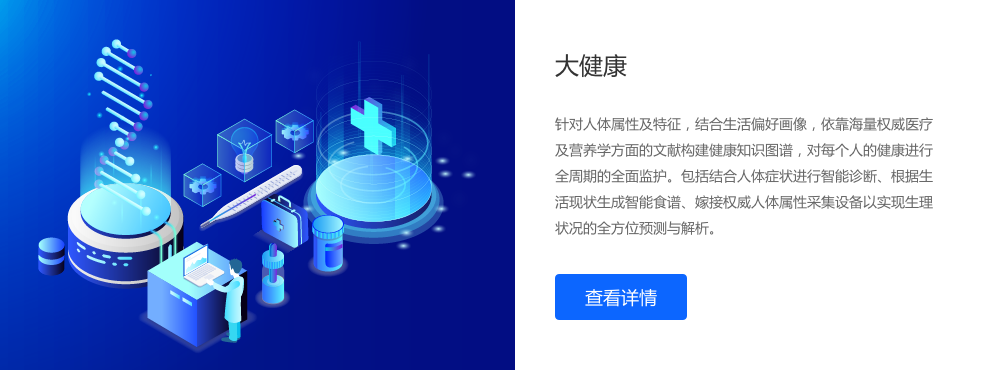 大健康
针对人体属性及特征，结合生活偏好画像，依靠海量权威医疗
及营养学方面的文献构建健康知识图谱，对每个人的健康进行
全周期的全面监护。包括结合人体症状进行智能诊断、根据生
活现状生成智能食谱、嫁接权威人体属性采集设备以实现生理
状况的全方位预测与解析。
查看详情